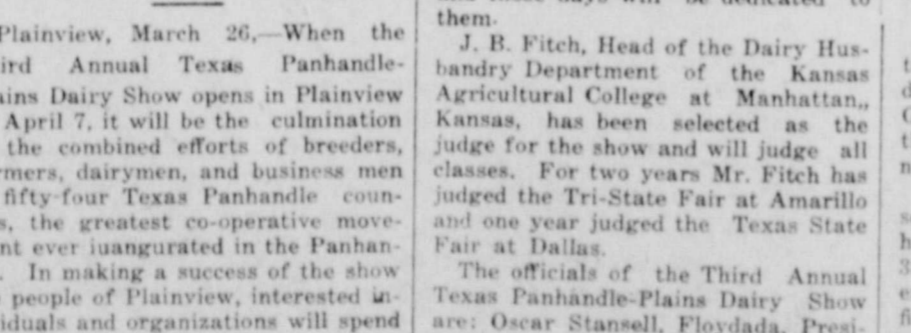 Plainview, March 26,—When the
ird Annual Texas Panhandle-
ins Dairy Show opens in Plainview
April 7, it will be the culmination
the combined efforts of breeders,
rmers, dairymen, and business men
fifty-four Texas Panhandle coun-
s, the greatest co-operative move-
nt ever iuangurated in the Panhan-
. In making a success of the show
people of Plainview, interested in-
iduals and organizations will spend
will be dedicated to
them.
J. B. Fitch, Head of the Dairy Hus-
bandry Department of the Kansas
Agricultural College at Manhattan,,
Kansas, has been selected as the
judge for the show and will judge all
classes. For two years Mr. Fitch has
judged the Tri-State Fair at Amarillo
and one year judged the Texas State
Fair at Dallas.
The officials of the Third Annual
Texas Panhandle-Plains Dairy Show
are: Oscar Stansell, Floydada, Presi-